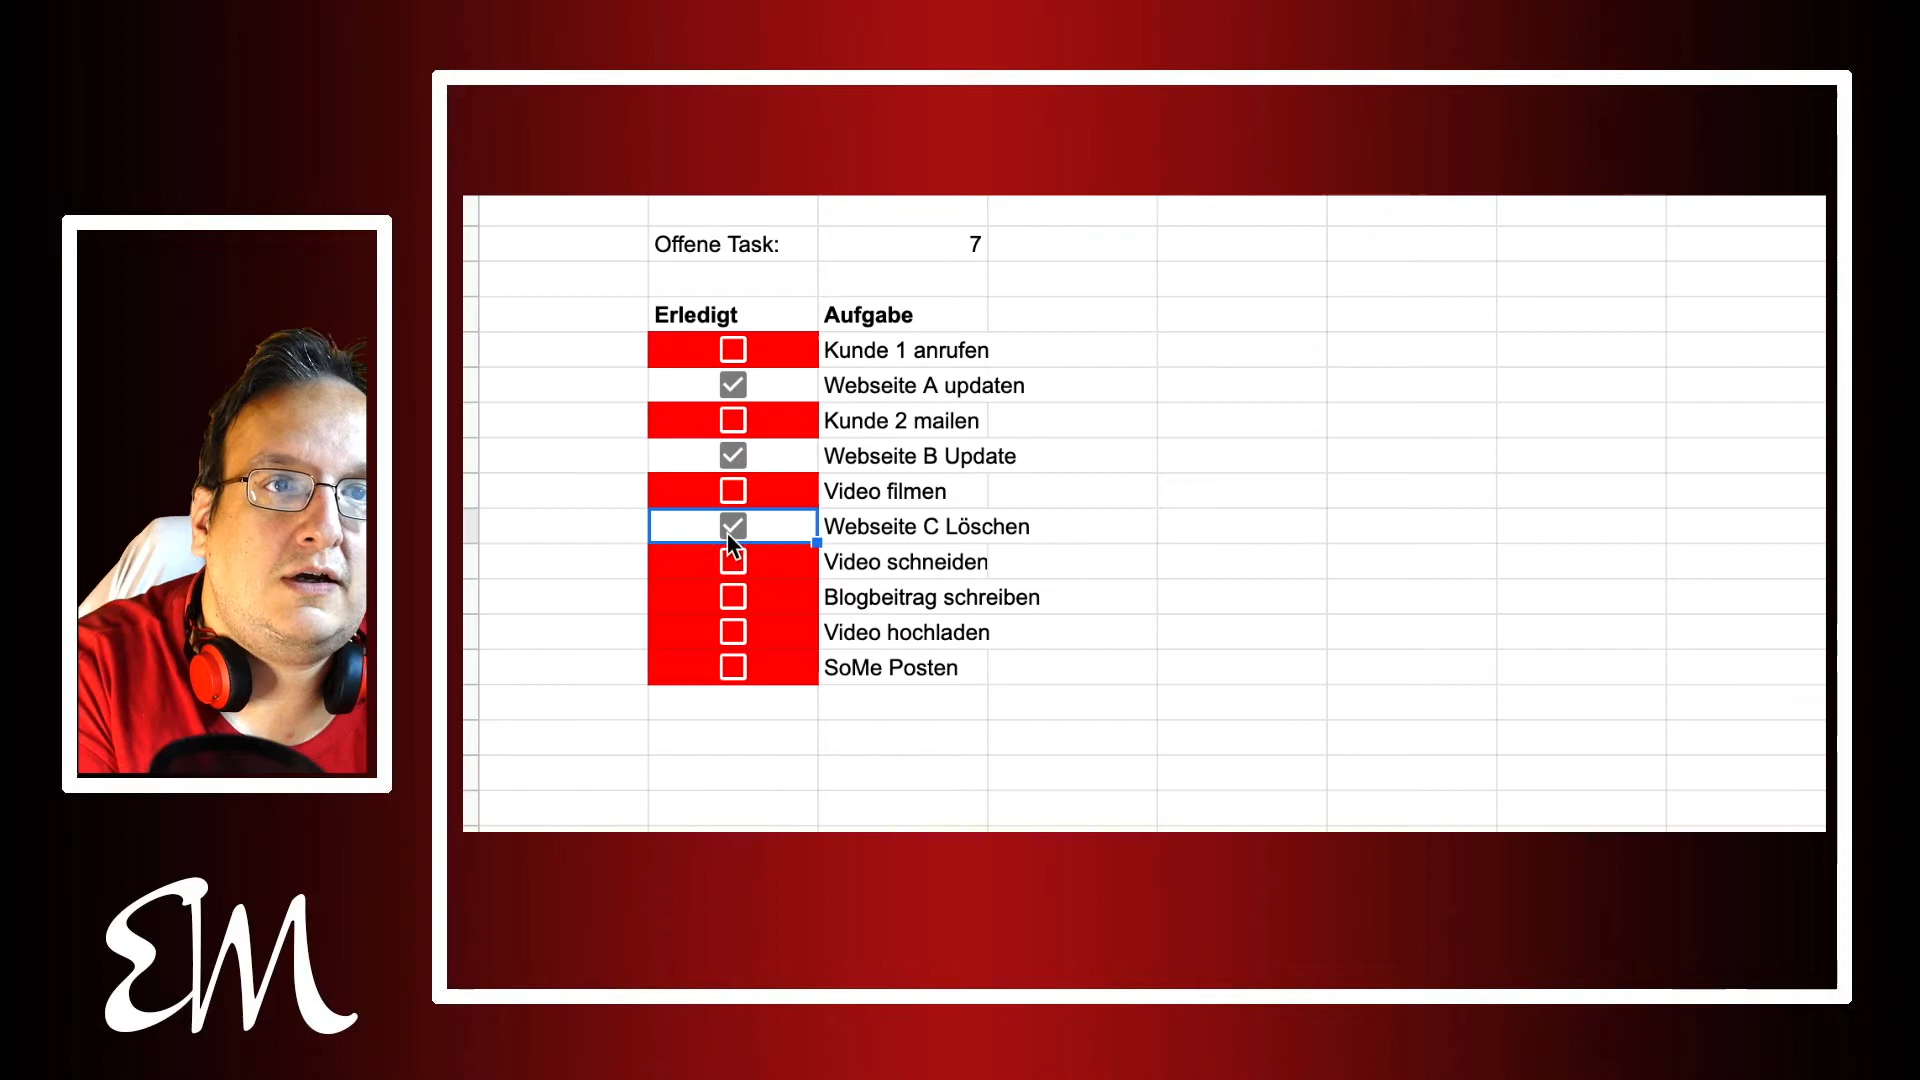 Offene Task: 7
Erledigt Aufgabe
Kunde 1 anrufen
Webseite A updaten
Kunde 2 mailen
Webseite B Update
Video filmen
Webseite C Löschen
Video schneiden
Blogbeitrag schreiben
Video hochladen
SoMe Posten
EM